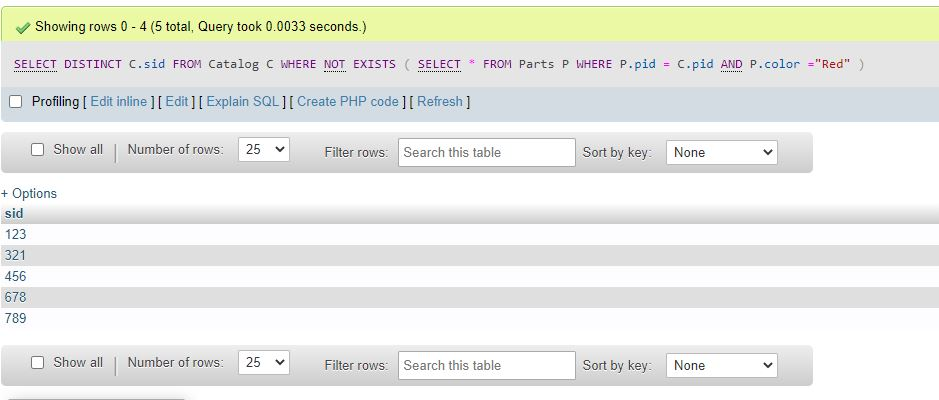 Showing rows 0 - 4 (5 total, Query took 0.0033 seconds.)
SELECT DISTINCT C.sid FROM Catalog C WHERE NOT EXISTS ( SELECT * FROM Parts P WHERE P.pid = C.pid AND P.color ="Red" )
Profiling [ Edit inline ] [ Edit ] [ Explain SQL ] [ Create PHP code ] [ Refresh ]
Show all | Number of rows: 25 Filter rows: Search this table Sort by key: None
+ Options
sid
123
321
456
678
789
Show all | Number of rows: 25 Filter rows: Search this table Sort by key: None